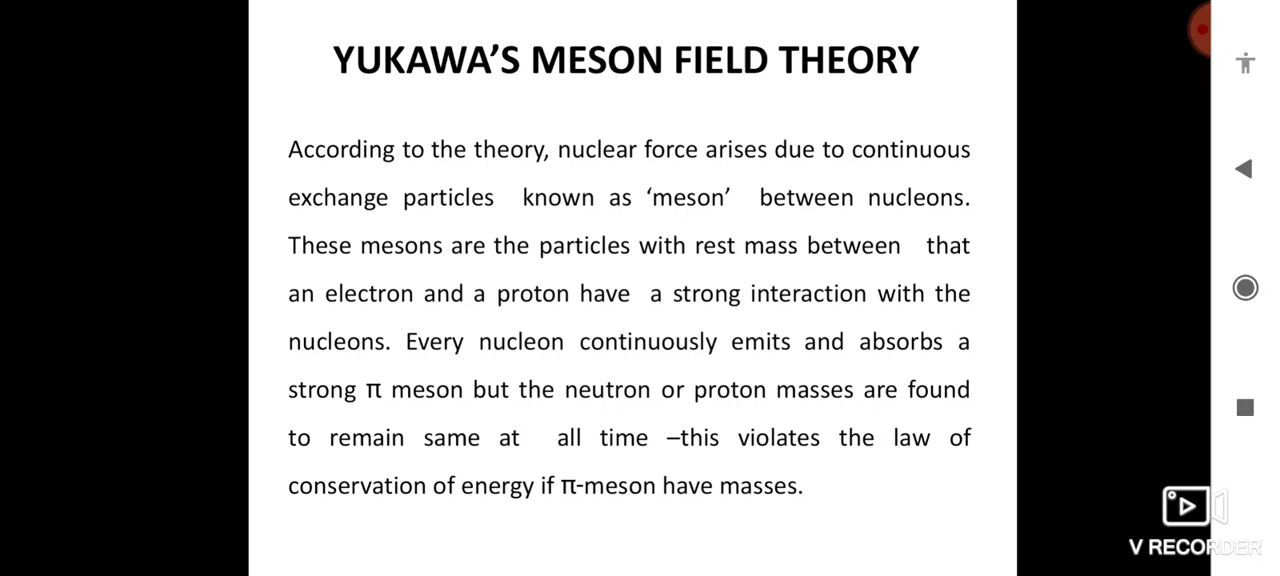 YUKAWA’S MESON FIELD THEORY
According to the theory, nuclear force arises due to continuous
exchange particles known as ‘meson’ between nucleons.
These mesons are the particles with rest mass between that
an electron and a proton have a strong interaction with the
nucleons. Every nucleon continuously emits and absorbs a
strong π meson but the neutron or proton masses are found
to remain same at all time –this violates the law of
conservation of energy if π-meson have masses.
V RECORDER